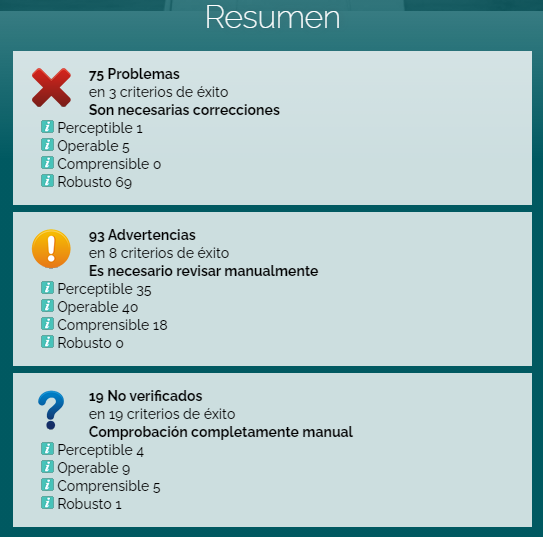 Resumen
75 Problemas
en 3 criterios de éxito
Son necesarias correcciones
Perceptible 1
Operable 5
Comprensible 0
Robusto 69
93 Advertencias
en 8 criterios de éxito
Es necesario revisar manualmente
Perceptible 35
Operable 40
Comprensible 18
Robusto 0
19 No verificados
en 19 criterios de éxito
Comprobación completamente manual
Perceptible 4
Operable 9
Comprensible 5
Robusto 1